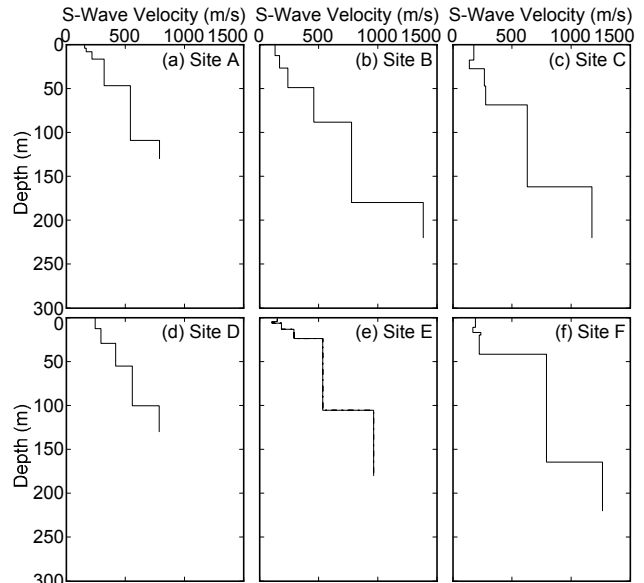 S-Wave Velocity (m/s) S-Wave Velocity (m/s) S-Wave Velocity (m/s)
0 500 1000 1500 0 500 1000 1500 0 500 1000 1500
0 (a) Site A (b) Site B (c) Site C
50
100
Depth (m)
150
200
250
300
0 (d) Site D (e) Site E (f) Site F
50
100
Depth (m)
150
200
250
300